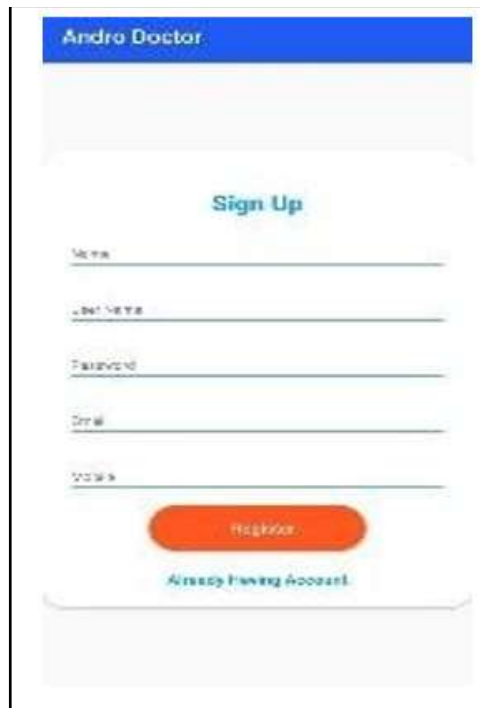 Andro Doctor
Sign Up
Name
User Name
Password
Email
Mobile
Register
Already Having Account